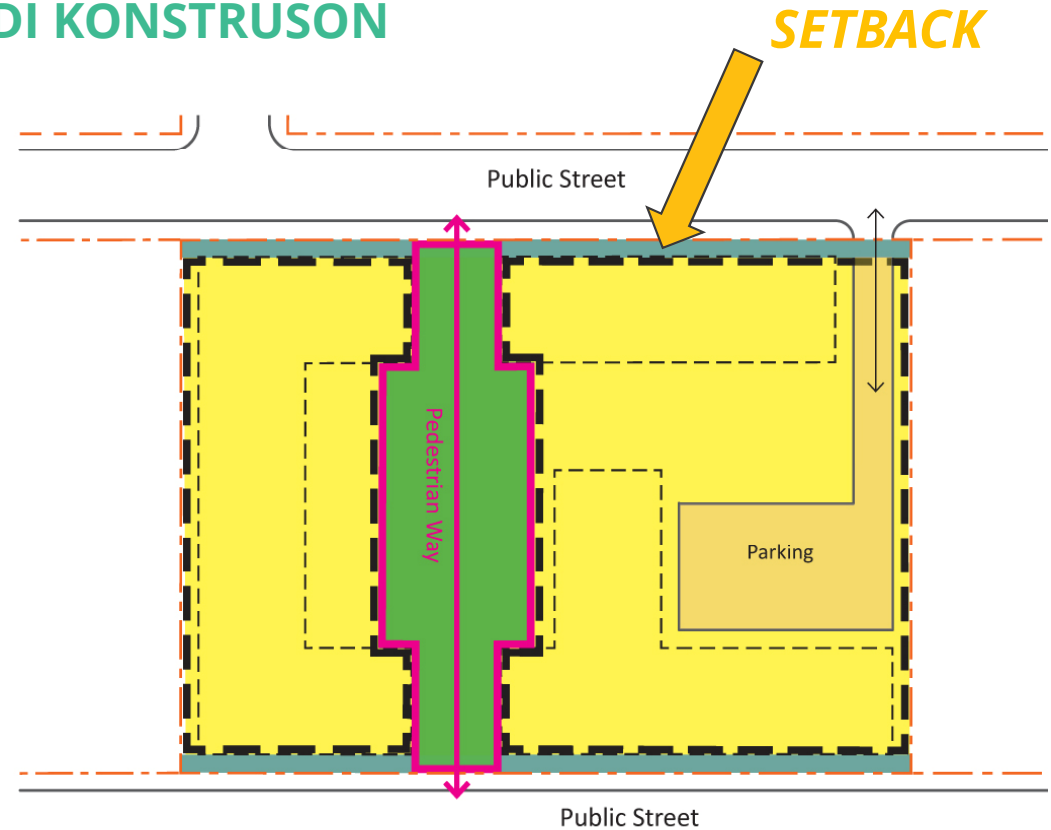 DI KONSTRUSON
SETBACK
Public Street
Pedestrian Way
Parking
Public Street